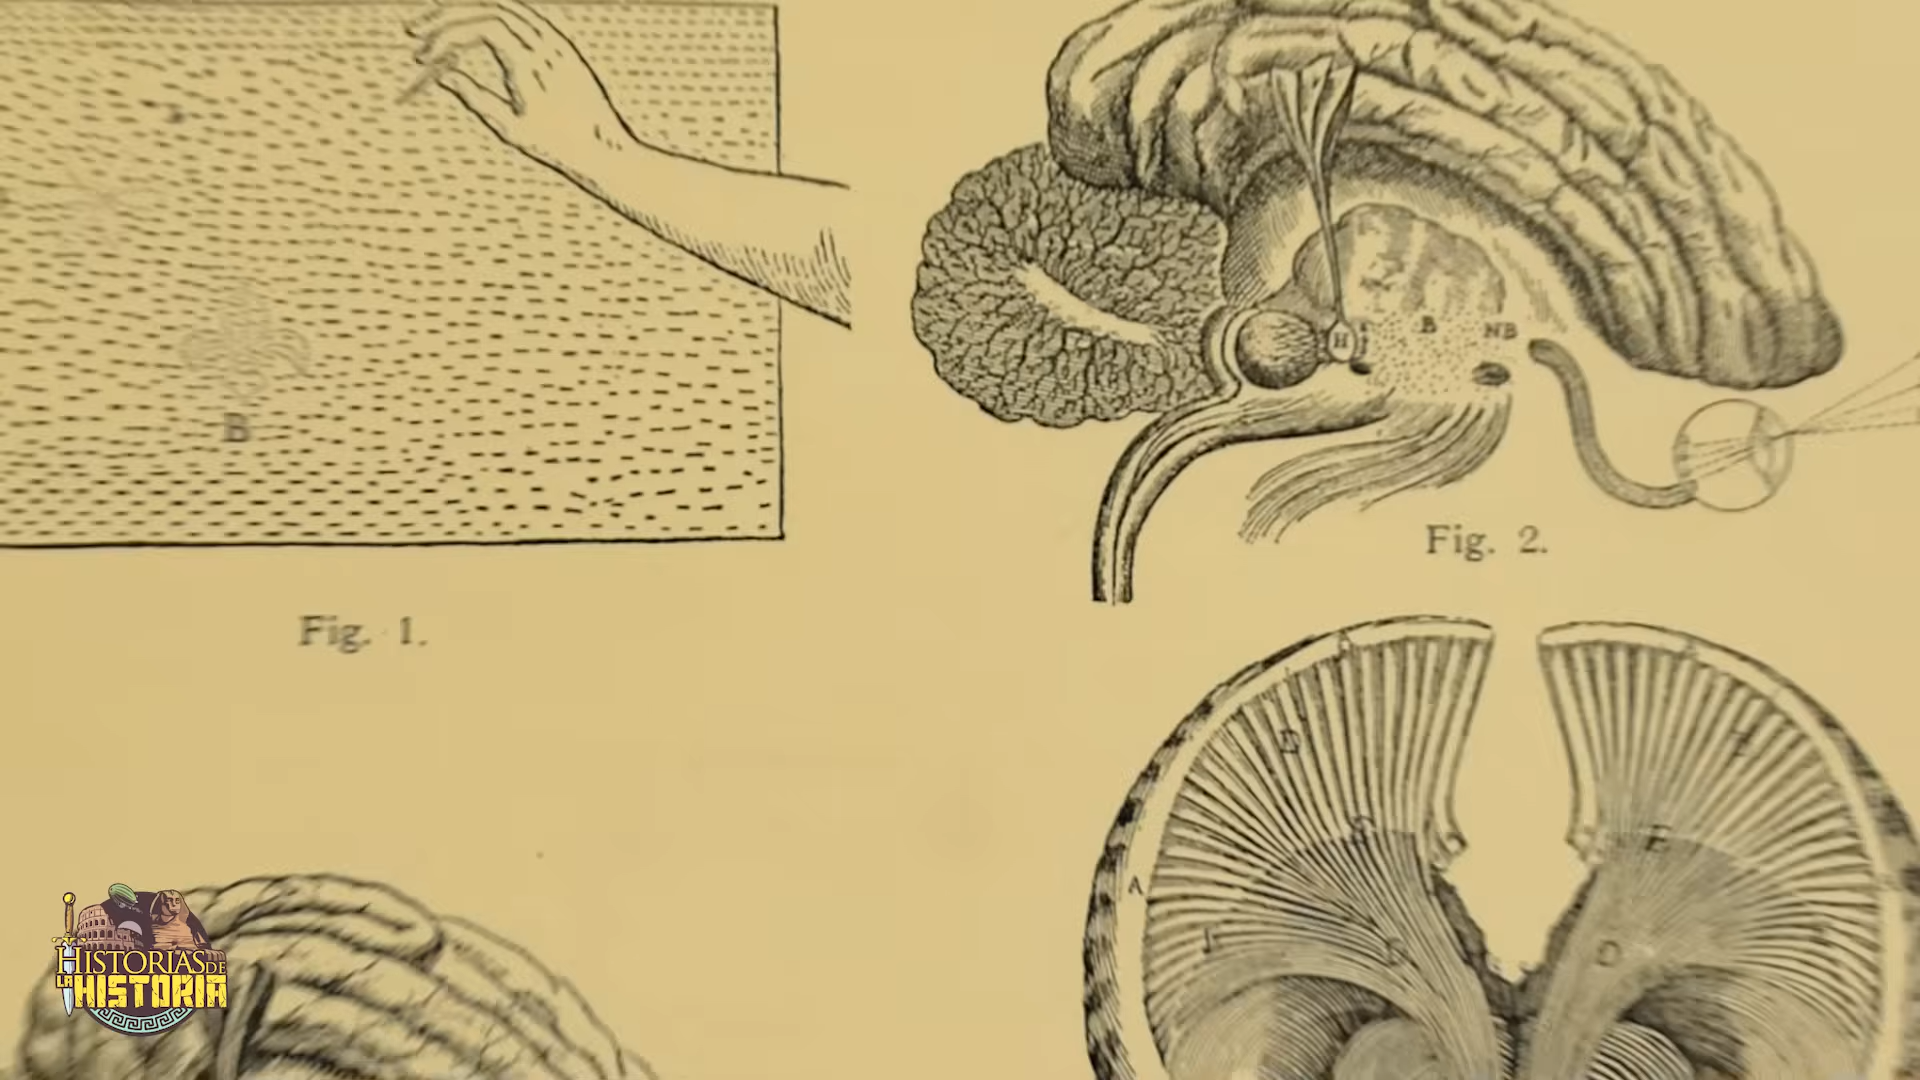 B
Fig. 1.
H
B
NB
Fig. 2.
A
D
E
HISTORIAS DE
LA HISTORIA